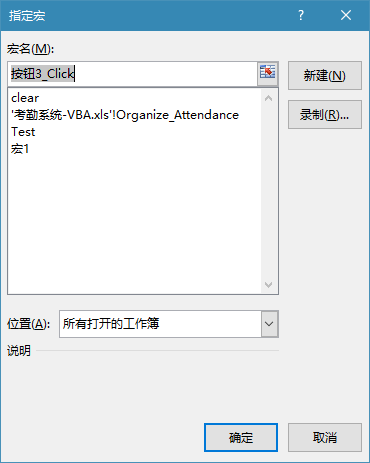 指定宏
宏名(M):
按钮3_Click
新建(N)
clear
'考勤系统-VBA.xls'!Organize_Attendance
Test
宏1
录制(R)...
位置(A): 所有打开的工作簿
说明
确定 取消